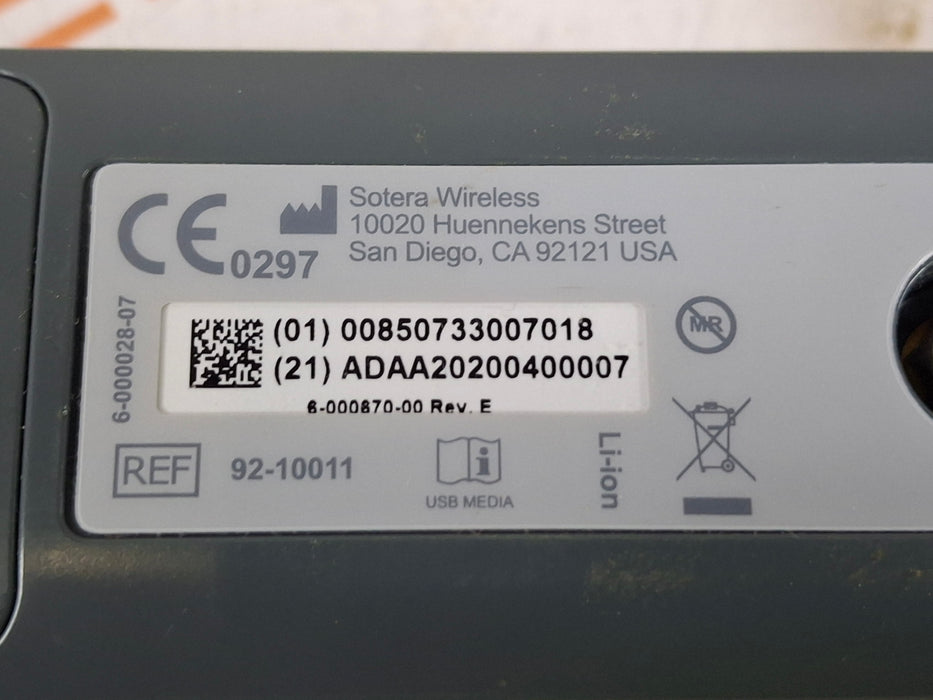 CE 0297
Sotera Wireless
10020 Huennekens Street
San Diego, CA 92121 USA
6-000028-07
(01) 00850733007018
(21) ADAA20200400007
6-000870-00 Rev. E
MR
REF 92-10011
USB MEDIA
Li-ion